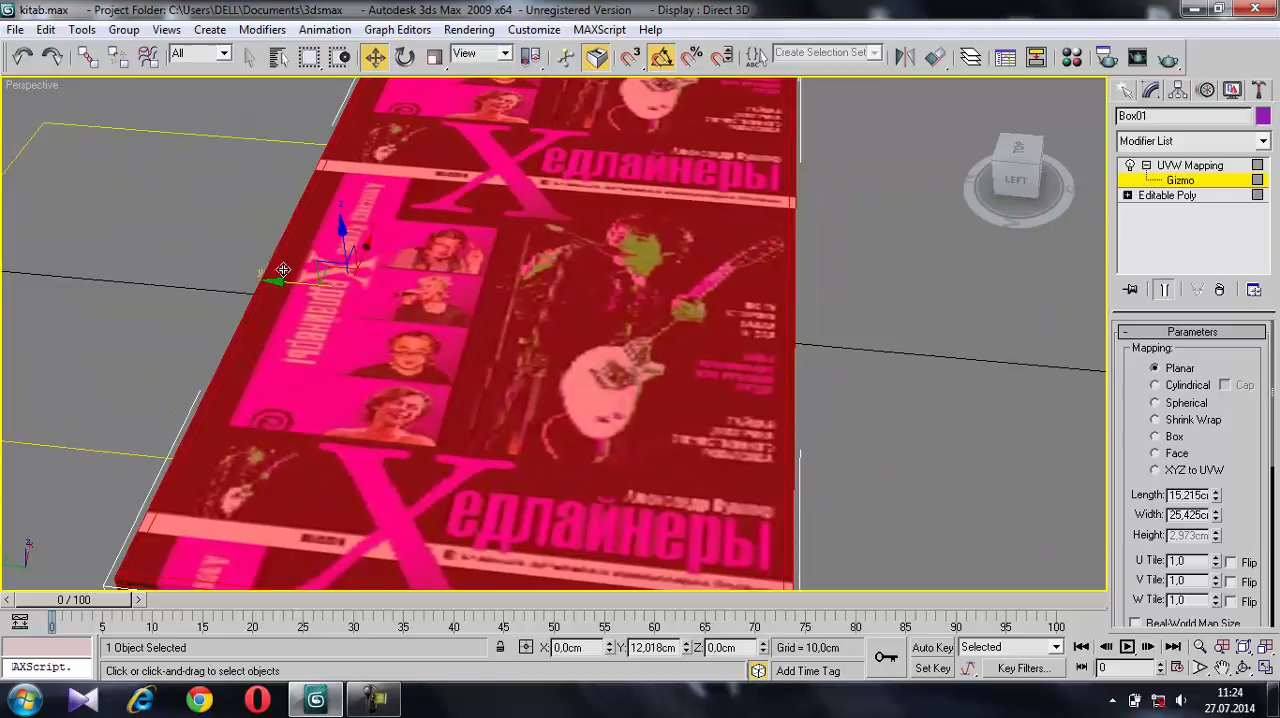 kitab.max - Project Folder: C:\Users\DELL\Documents\3dsmax - Autodesk 3ds Max 2009 x64 - Unregistered Version - Display : Direct 3D
File Edit Tools Group Views Create Modifiers Animation Graph Editors Rendering Customize MAXScript Help
All View Create Selection Set
Perspective
TOP
LEFT
Box01
Modifier List
UVW Mapping
Gizmo
Editable Poly
Parameters
Mapping:
Planar
Cylindrical Cap
Spherical
Shrink Wrap
Box
Face
XYZ to UVW
Length: 15,215c
Width: 25,425c
Height: 2,973cm
U Tile: 1,0 Flip
V Tile: 1,0 Flip
W Tile: 1,0 Flip
Real-World Map Size
Хедлайнеры
Александр Кушнир
Хедлайнеры
0 / 100
0 5 10 15 20 25 30 35 40 45 50 55 60 65 70 75 80 85 90 95 100
1 Object Selected X: 0,0cm Y: 12,018cm Z: 0,0cm Grid = 10,0cm Auto Key Selected
AXScript. Click or click-and-drag to select objects Add Time Tag Set Key Key Filters... 0
11:24
27.07.2014